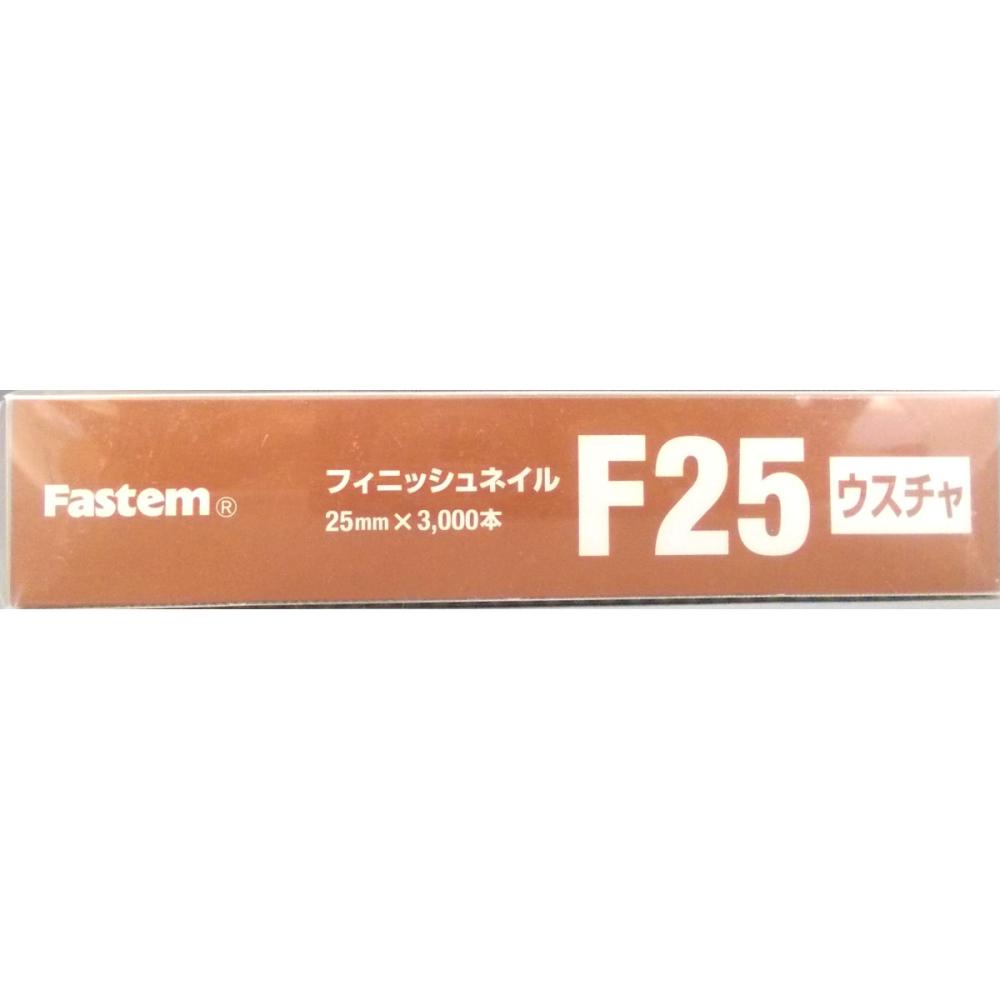 Fastem®
フィニッシュネイル
25mm×3,000本
F25
ウスチャ